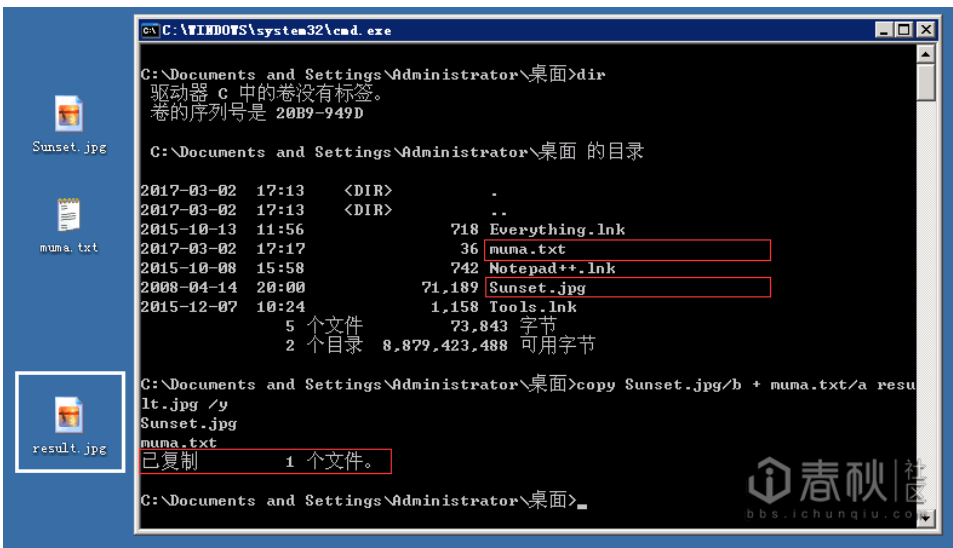 C:\WINDOWS\system32\cmd.exe
C:\Documents and Settings\Administrator\桌面>dir
驱动器 C 中的卷没有标签。
卷的序列号是 20B9-949D
C:\Documents and Settings\Administrator\桌面 的目录
2017-03-02 17:13 <DIR> .
2017-03-02 17:13 <DIR> ..
2015-10-13 11:56 718 Everything.lnk
2017-03-02 17:17 36 muma.txt
2015-10-08 15:58 742 Notepad++.lnk
2008-04-14 20:00 71,189 Sunset.jpg
2015-12-07 10:24 1,158 Tools.lnk
5 个文件 73,843 字节
2 个目录 8,879,423,488 可用字节
C:\Documents and Settings\Administrator\桌面>copy Sunset.jpg/b + muma.txt/a resu
lt.jpg /y
Sunset.jpg
muma.txt
已复制 1 个文件。
C:\Documents and Settings\Administrator\桌面>_
Sunset.jpg
muma.txt
result.jpg
i春秋 社区
bbs.ichunqiu.com